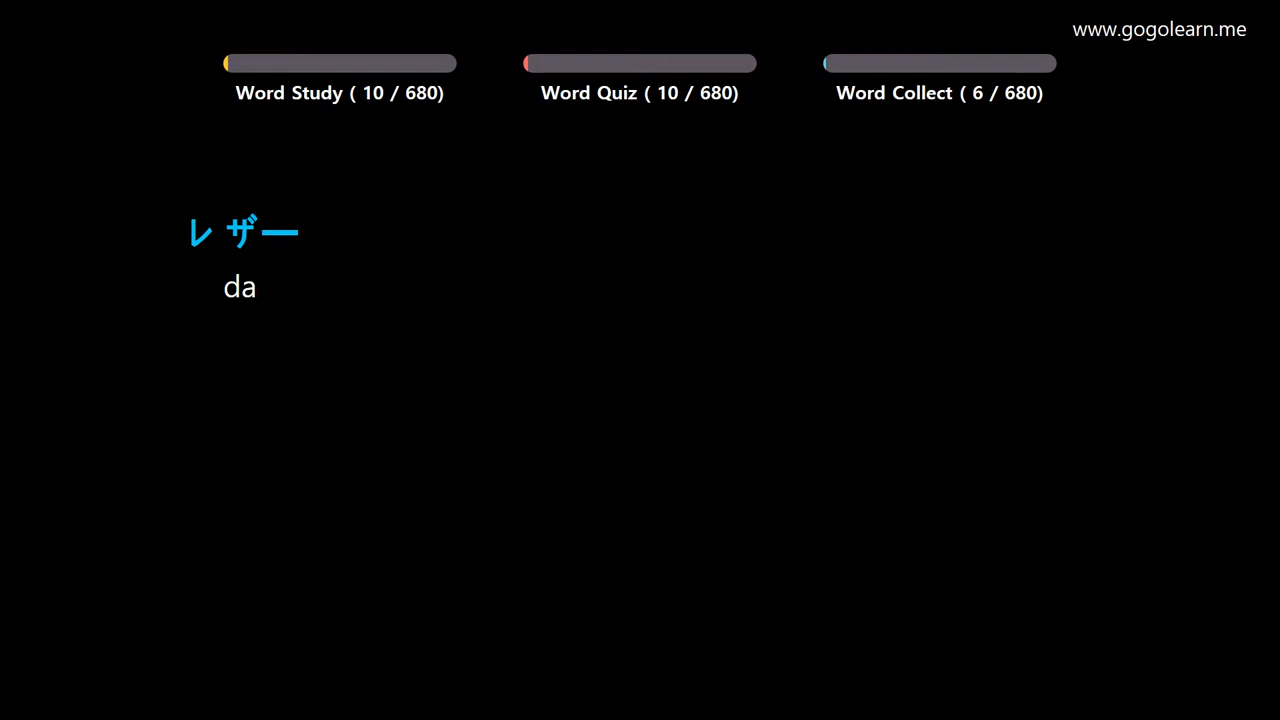 www.gogolearn.me
Word Study ( 10 / 680)
Word Quiz ( 10 / 680)
Word Collect ( 6 / 680)
レザー
da